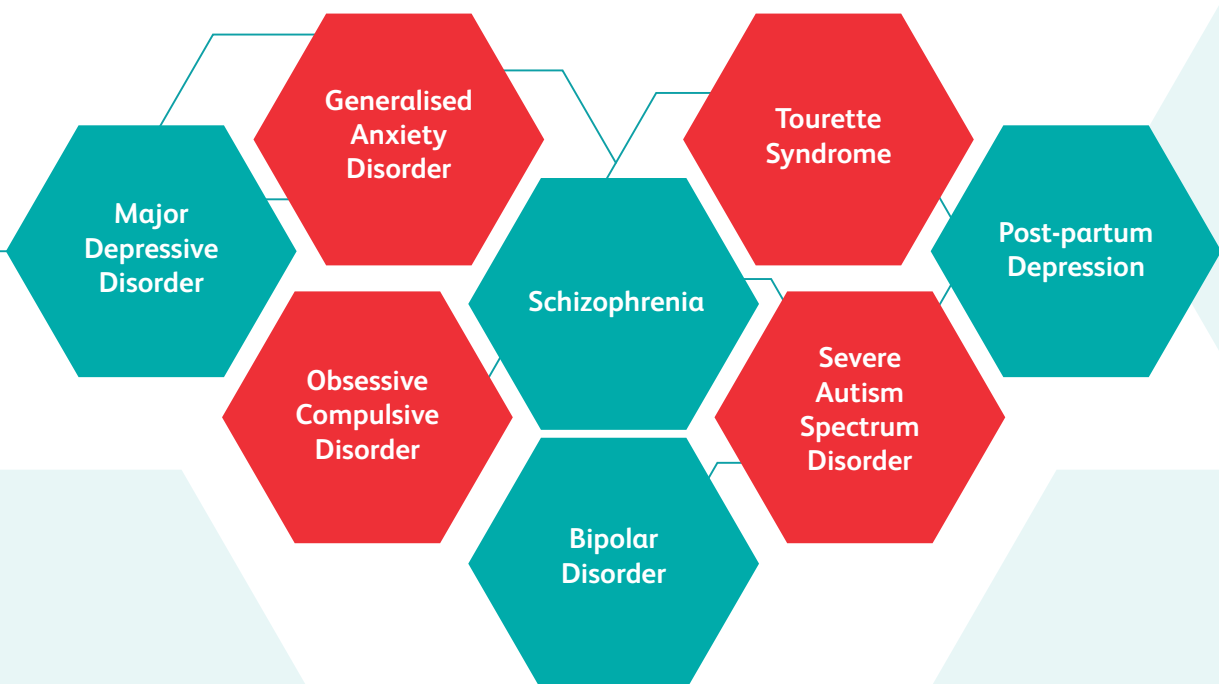 Generalised
Anxiety
Disorder
Tourette
Syndrome
Major
Depressive
Disorder
Post-partum
Depression
Schizophrenia
Obsessive
Compulsive
Disorder
Severe
Autism
Spectrum
Disorder
Bipolar
Disorder